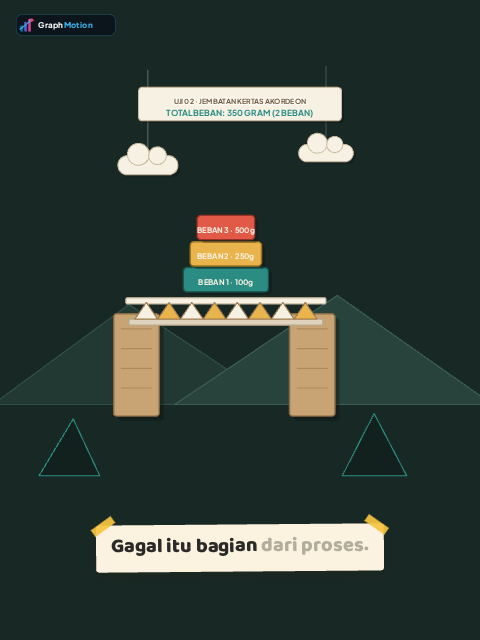 GraphMotion
UJI 02 · JEMBATAN KERTAS AKORDEON
TOTAL BEBAN: 350 GRAM (2 BEBAN)
BEBAN 3 · 500g
BEBAN 2 · 250g
BEBAN 1 · 100g
Gagal itu bagian dari proses.